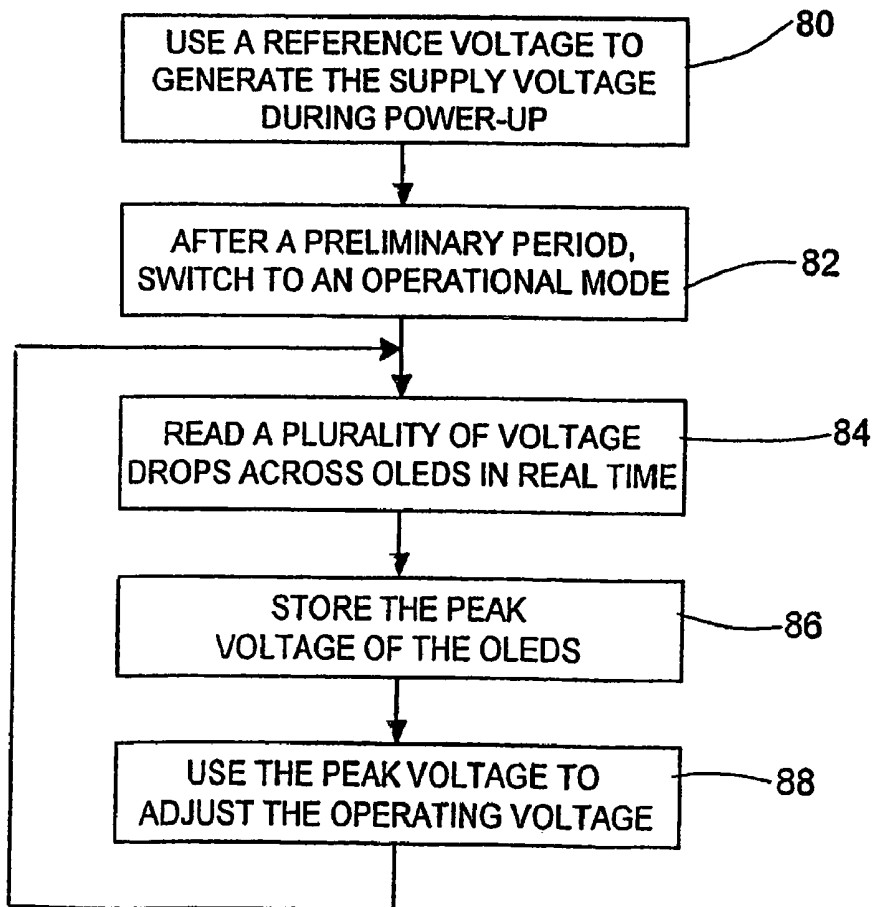 USE A REFERENCE VOLTAGE TO
GENERATE THE SUPPLY VOLTAGE
DURING POWER-UP
80
AFTER A PRELIMINARY PERIOD,
SWITCH TO AN OPERATIONAL MODE
82
READ A PLURALITY OF VOLTAGE
DROPS ACROSS OLEDS IN REAL TIME
84
STORE THE PEAK
VOLTAGE OF THE OLEDS
86
USE THE PEAK VOLTAGE TO
ADJUST THE OPERATING VOLTAGE
88